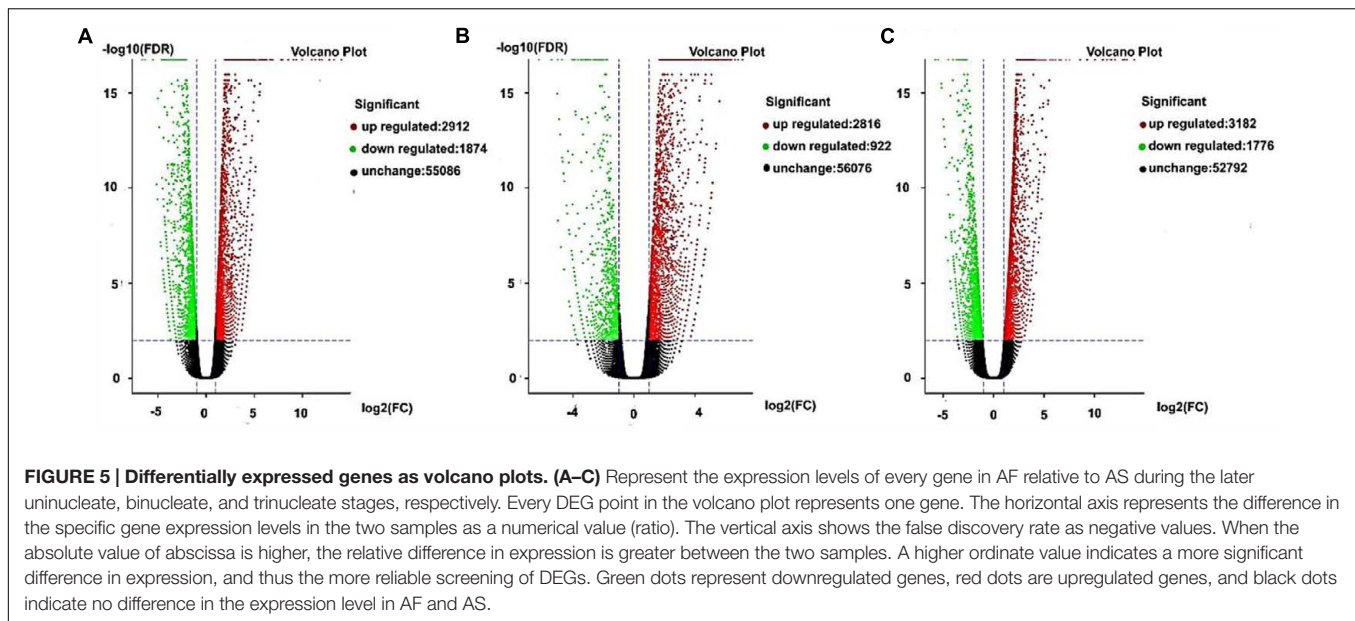 A
-log10(FDR)
Volcano Plot
15
10
5
0
Significant
up regulated:2912
down regulated:1874
unchange:55086
-5
0
5
10
log2(FC)
B
-log10(FDR)
Volcano Plot
15
10
5
0
Significant
up regulated:2816
down regulated:922
unchange:56076
-4
0
4
log2(FC)
C
Volcano Plot
15
10
5
0
Significant
up regulated:3182
down regulated:1776
unchange:52792
-5
0
5
10
log2(FC)
FIGURE 5 | Differentially expressed genes as volcano plots. (A–C) Represent the expression levels of every gene in AF relative to AS during the later
uninucleate, binucleate, and trinucleate stages, respectively. Every DEG point in the volcano plot represents one gene. The horizontal axis represents the difference in
the specific gene expression levels in the two samples as a numerical value (ratio). The vertical axis shows the false discovery rate as negative values. When the
absolute value of abscissa is higher, the relative difference in expression is greater between the two samples. A higher ordinate value indicates a more significant
difference in expression, and thus the more reliable screening of DEGs. Green dots represent downregulated genes, red dots are upregulated genes, and black dots
indicate no difference in the expression level in AF and AS.